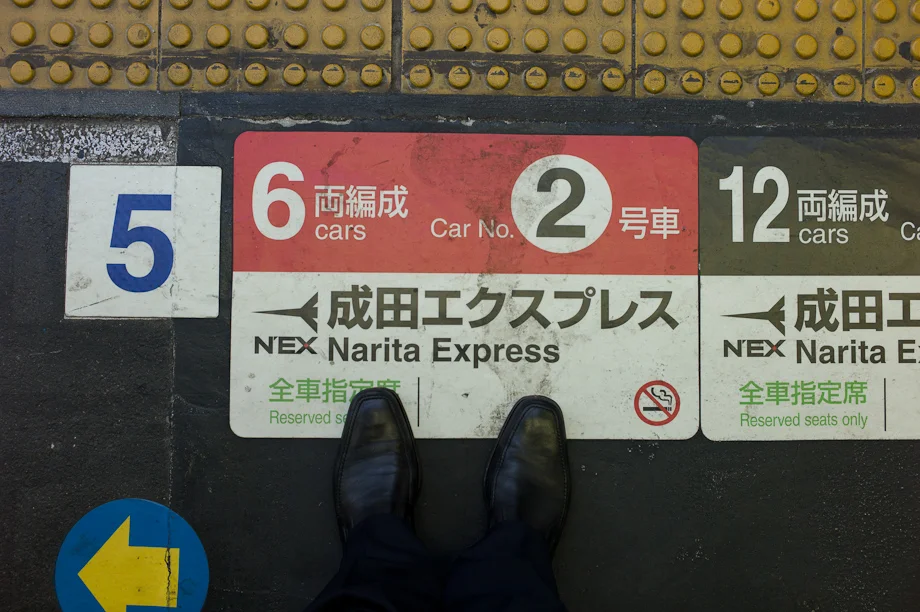 5
6 両編成 cars Car No. 2 号車
成田エクスプレス
N'EX Narita Express
全車指定席
Reserved se
12 両編成 cars
成田エ
N'EX Narita E
全車指定席
Reserved seats only